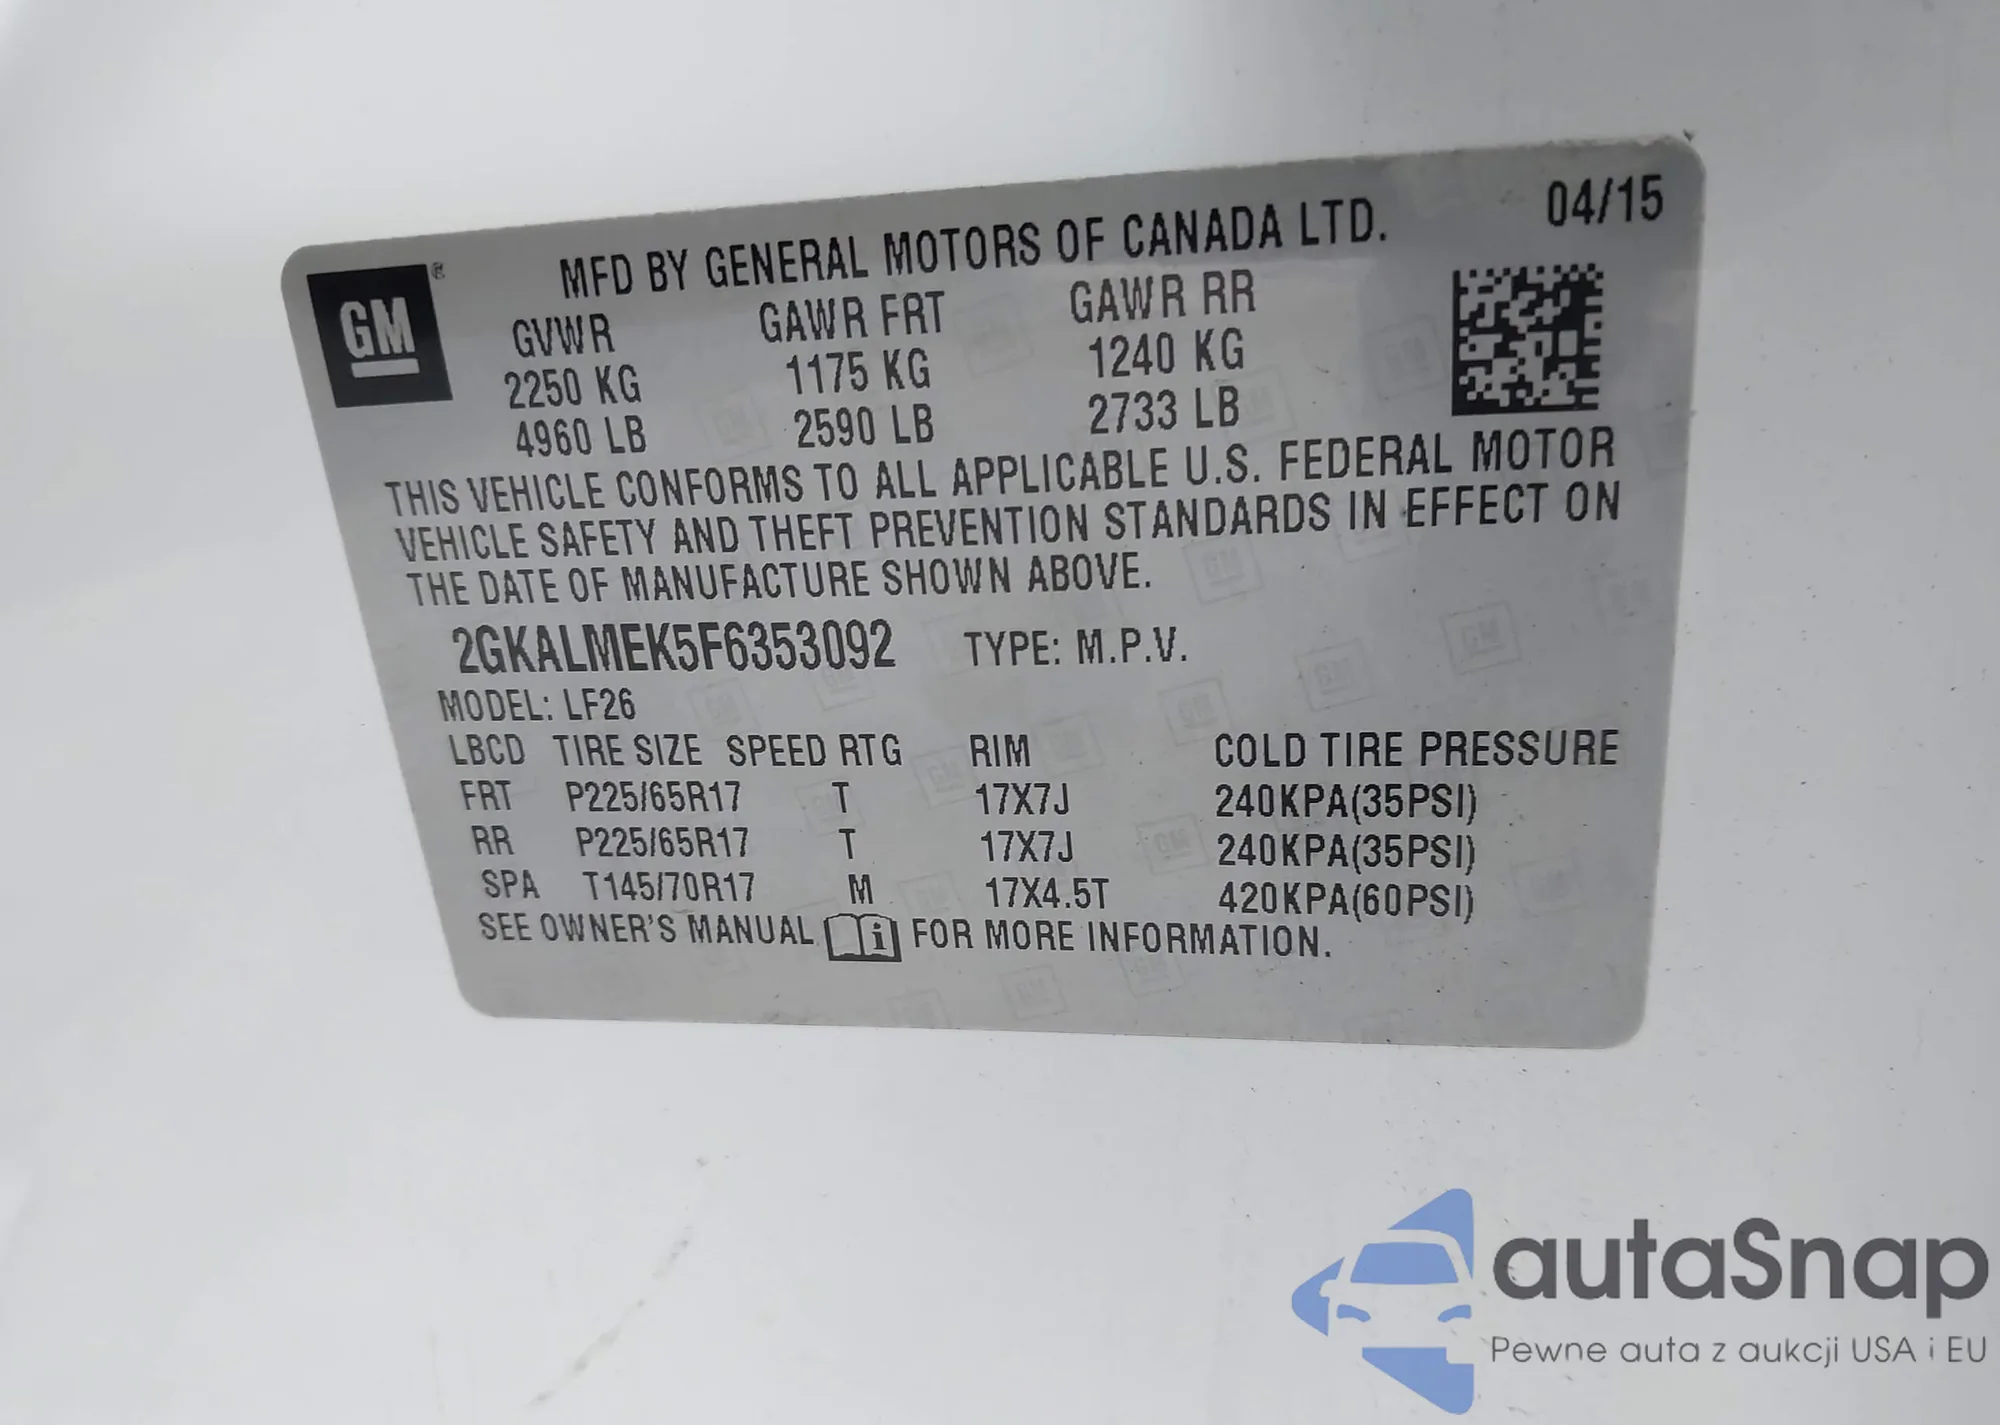 GM®
MFD BY GENERAL MOTORS OF CANADA LTD. 04/15
GVWR GAWR FRT GAWR RR
2250 KG 1175 KG 1240 KG
4960 LB 2590 LB 2733 LB
THIS VEHICLE CONFORMS TO ALL APPLICABLE U.S. FEDERAL MOTOR
VEHICLE SAFETY AND THEFT PREVENTION STANDARDS IN EFFECT ON
THE DATE OF MANUFACTURE SHOWN ABOVE.
2GKALMEK5F6353092 TYPE: M.P.V.
MODEL: LF26
LBCD TIRE SIZE SPEED RTG RIM COLD TIRE PRESSURE
FRT P225/65R17 T 17X7J 240KPA(35PSI)
RR P225/65R17 T 17X7J 240KPA(35PSI)
SPA T145/70R17 M 17X4.5T 420KPA(60PSI)
SEE OWNER'S MANUAL i FOR MORE INFORMATION.
autaSnap
Pewne auta z aukcji USA i EU